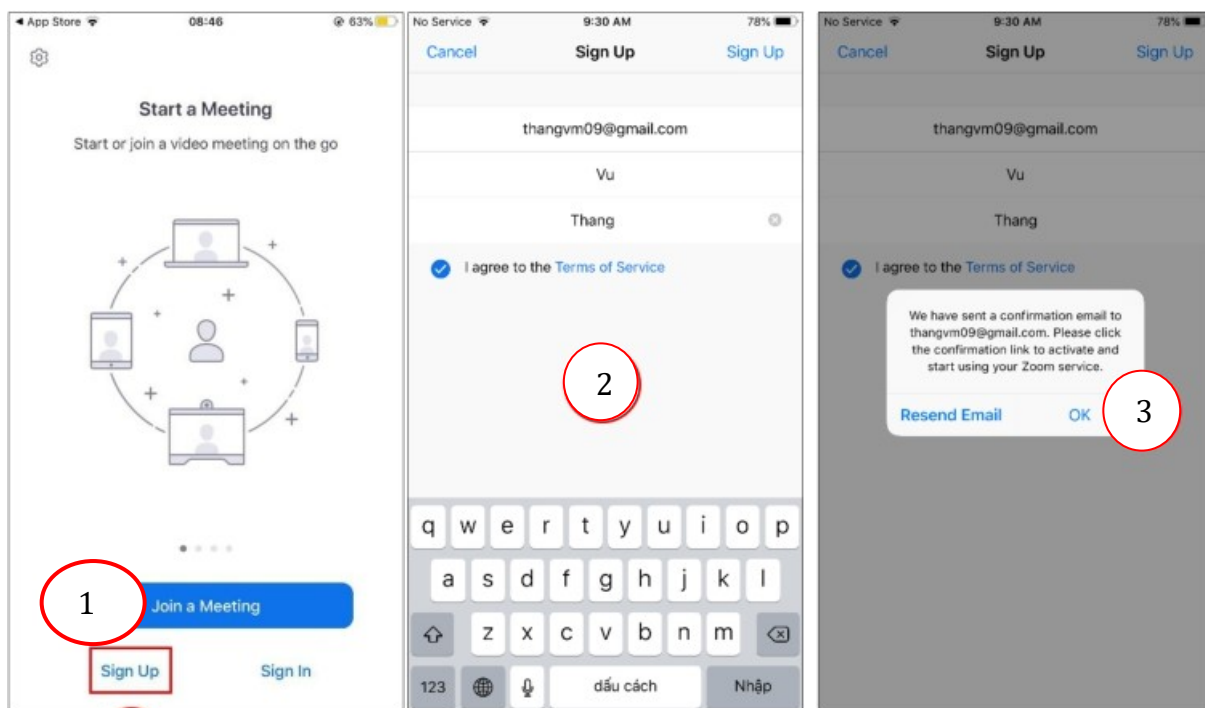 App Store
08:46
63%
Start a Meeting
Start or join a video meeting on the go
1
Join a Meeting
Sign Up
Sign In
No Service
9:30 AM
78%
Cancel
Sign Up
Sign Up
thangvm09@gmail.com
Vu
Thang
I agree to the Terms of Service
2
q w e r t y u i o p
a s d f g h j k l
z x c v b n m
123
dấu cách
Nhập
No Service
9:30 AM
78%
Cancel
Sign Up
Sign Up
thangvm09@gmail.com
Vu
Thang
I agree to the Terms of Service
We have sent a confirmation email to
thangvm09@gmail.com. Please click
the confirmation link to activate and
start using your Zoom service.
Resend Email
OK
3